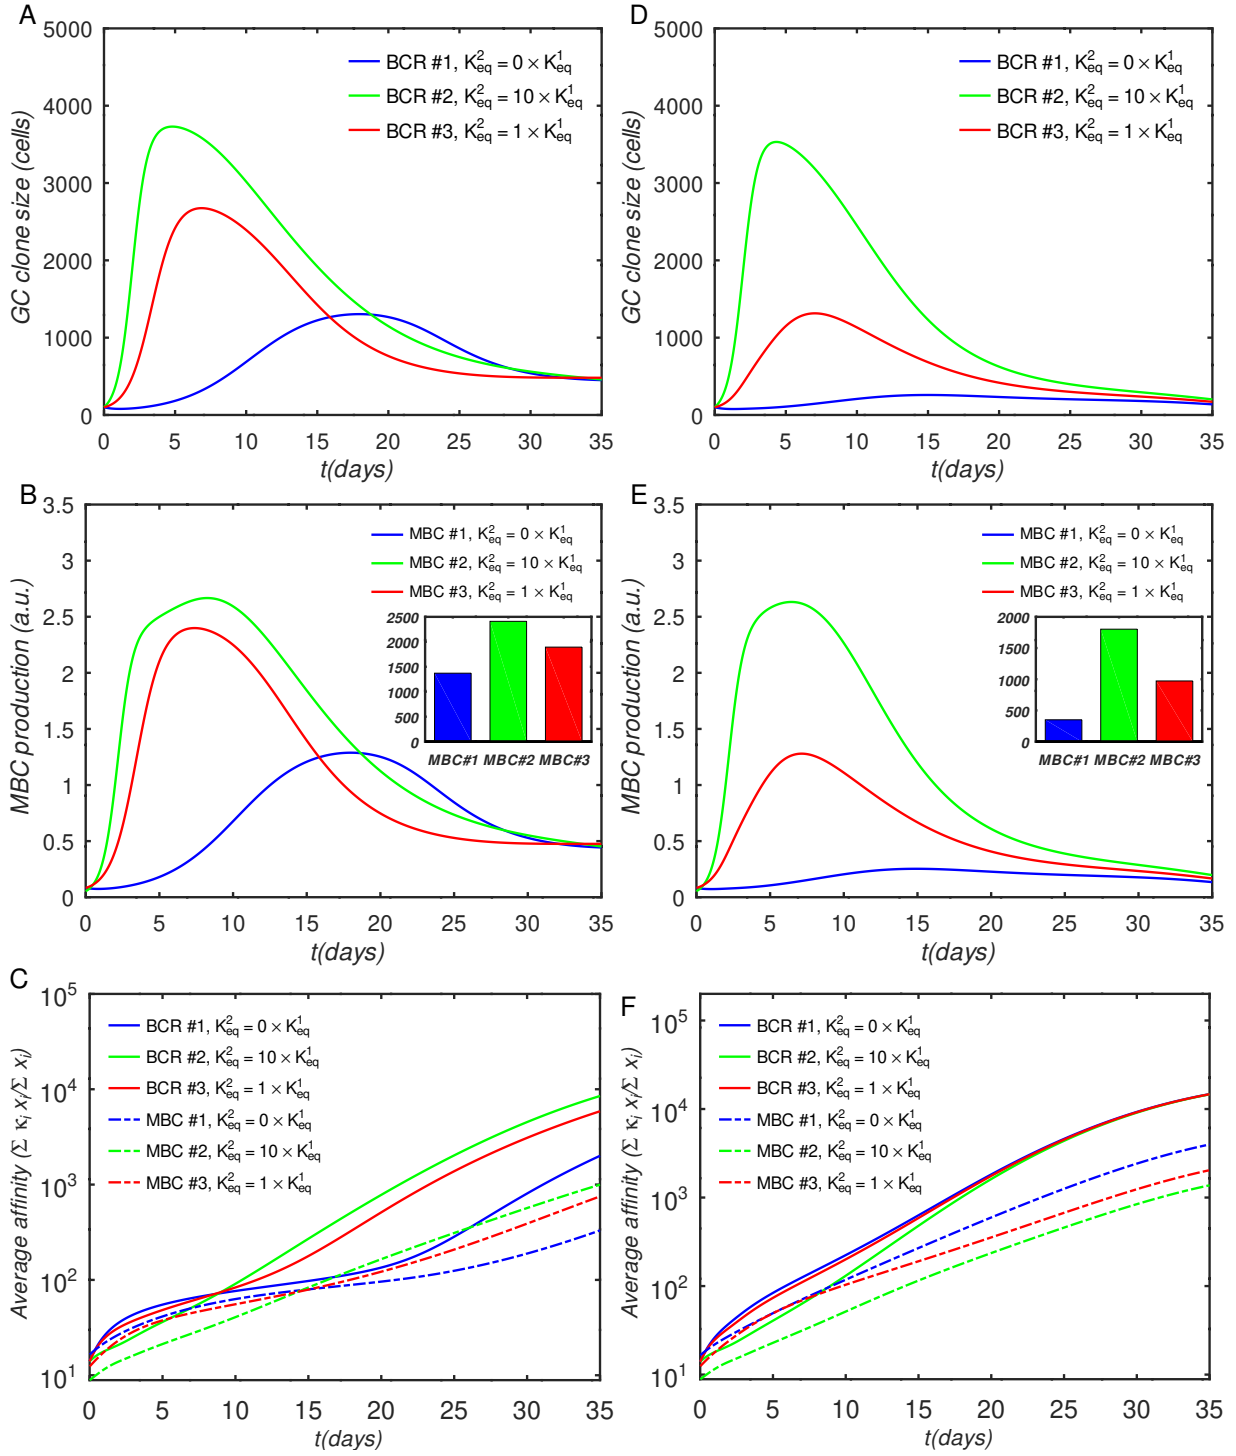 A
5000
4000
3000
2000
1000
0
GC clone size (cells)
BCR #1, K²eq = 0 × K¹eq
BCR #2, K²eq = 10 × K¹eq
BCR #3, K²eq = 1 × K¹eq
0 5 10 15 20 25 30 35
t(days)
D
5000
4000
3000
2000
1000
0
GC clone size (cells)
BCR #1, K²eq = 0 × K¹eq
BCR #2, K²eq = 10 × K¹eq
BCR #3, K²eq = 1 × K¹eq
0 5 10 15 20 25 30 35
t(days)
B
3.5
3
2.5
2
1.5
1
0.5
0
MBC production (a.u.)
MBC #1, K²eq = 0 × K¹eq
MBC #2, K²eq = 10 × K¹eq
MBC #3, K²eq = 1 × K¹eq
2500
2000
1500
1000
500
0
MBC#1 MBC#2 MBC#3
0 5 10 15 20 25 30 35
t(days)
E
3.5
3
2.5
2
1.5
1
0.5
0
MBC production (a.u.)
MBC #1, K²eq = 0 × K¹eq
MBC #2, K²eq = 10 × K¹eq
MBC #3, K²eq = 1 × K¹eq
2000
1500
1000
500
0
MBC#1 MBC#2 MBC#3
0 5 10 15 20 25 30 35
t(days)
C
10⁵
10⁴
10³
10²
10¹
Average affinity (Σ κᵢ xᵢ/Σ xᵢ)
BCR #1, K²eq = 0 × K¹eq
BCR #2, K²eq = 10 × K¹eq
BCR #3, K²eq = 1 × K¹eq
MBC #1, K²eq = 0 × K¹eq
MBC #2, K²eq = 10 × K¹eq
MBC #3, K²eq = 1 × K¹eq
0 5 10 15 20 25 30 35
t(days)
F
10⁵
10⁴
10³
10²
10¹
Average affinity (Σ κᵢ xᵢ/Σ xᵢ)
BCR #1, K²eq = 0 × K¹eq
BCR #2, K²eq = 10 × K¹eq
BCR #3, K²eq = 1 × K¹eq
MBC #1, K²eq = 0 × K¹eq
MBC #2, K²eq = 10 × K¹eq
MBC #3, K²eq = 1 × K¹eq
0 5 10 15 20 25 30 35
t(days)